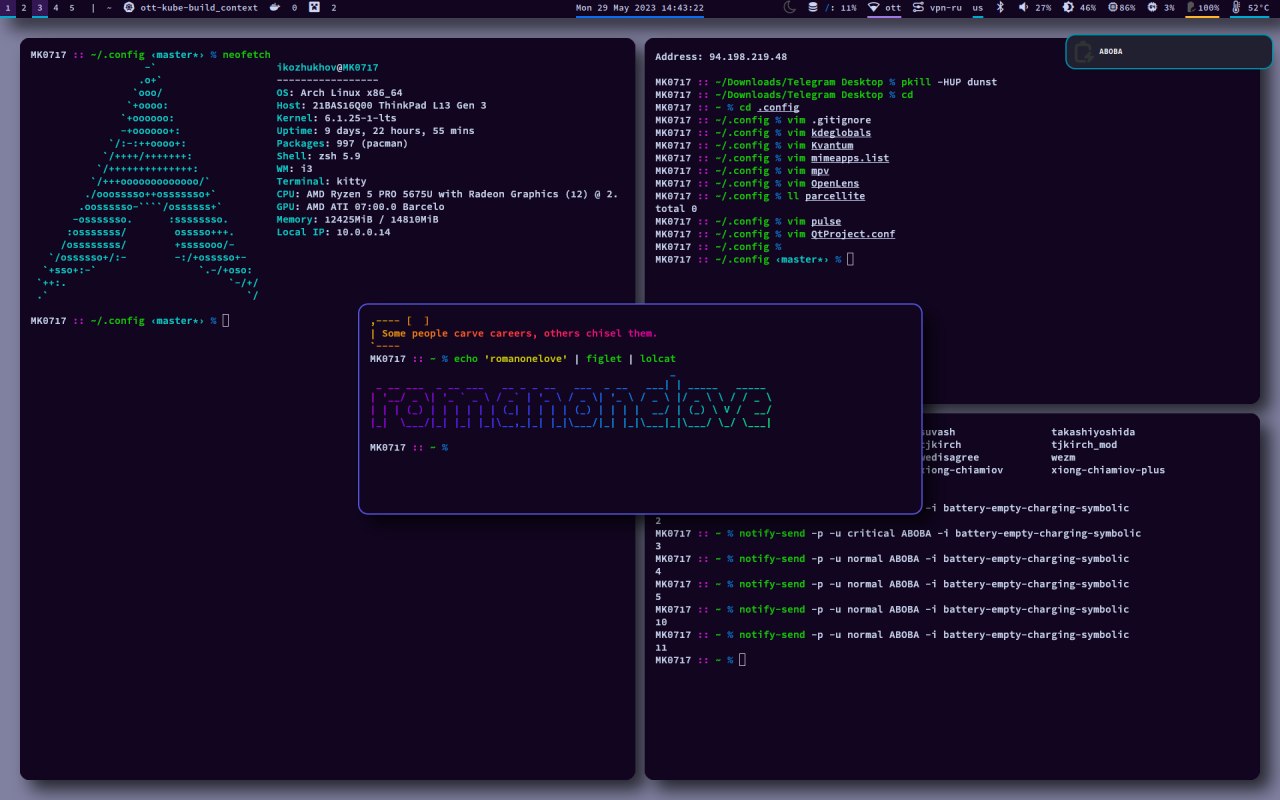 1 2 3 4 5 | ~ ott-kube-build_context 0 2 Mon 29 May 2023 14:43:22 /: 11% ott vpn-ru us 27% 46% 86% 3% 100% 52°C
ABOBA
MK0717 :: ~/.config ‹master*› % neofetch
ikozhukhov@MK0717
-----------------
OS: Arch Linux x86_64
Host: 21BAS16Q00 ThinkPad L13 Gen 3
Kernel: 6.1.25-1-lts
Uptime: 9 days, 22 hours, 55 mins
Packages: 997 (pacman)
Shell: zsh 5.9
WM: i3
Terminal: kitty
CPU: AMD Ryzen 5 PRO 5675U with Radeon Graphics (12) @ 2.
GPU: AMD ATI 07:00.0 Barcelo
Memory: 12425MiB / 14810MiB
Local IP: 10.0.0.14
MK0717 :: ~/.config ‹master*› %
Address: 94.198.219.48
MK0717 :: ~/Downloads/Telegram Desktop % pkill -HUP dunst
MK0717 :: ~/Downloads/Telegram Desktop % cd
MK0717 :: ~ % cd .config
MK0717 :: ~/.config % vim .gitignore
MK0717 :: ~/.config % vim kdeglobals
MK0717 :: ~/.config % vim Kvantum
MK0717 :: ~/.config % vim mimeapps.list
MK0717 :: ~/.config % vim mpv
MK0717 :: ~/.config % vim OpenLens
MK0717 :: ~/.config % ll parcellite
total 0
MK0717 :: ~/.config % vim pulse
MK0717 :: ~/.config % vim QtProject.conf
MK0717 :: ~/.config %
MK0717 :: ~/.config ‹master*› %
,---- [  ]
| Some people carve careers, others chisel them.
`----
MK0717 :: ~ % echo 'romanonelove' | figlet | lolcat
romanonelove
MK0717 :: ~ %
suvash takashiyoshida
tjkirch tjkirch_mod
wedisagree wezm
xiong-chiamiov xiong-chiamiov-plus
-i battery-empty-charging-symbolic
2
MK0717 :: ~ % notify-send -p -u critical ABOBA -i battery-empty-charging-symbolic
3
MK0717 :: ~ % notify-send -p -u normal ABOBA -i battery-empty-charging-symbolic
4
MK0717 :: ~ % notify-send -p -u normal ABOBA -i battery-empty-charging-symbolic
5
MK0717 :: ~ % notify-send -p -u normal ABOBA -i battery-empty-charging-symbolic
10
MK0717 :: ~ % notify-send -p -u normal ABOBA -i battery-empty-charging-symbolic
11
MK0717 :: ~ %